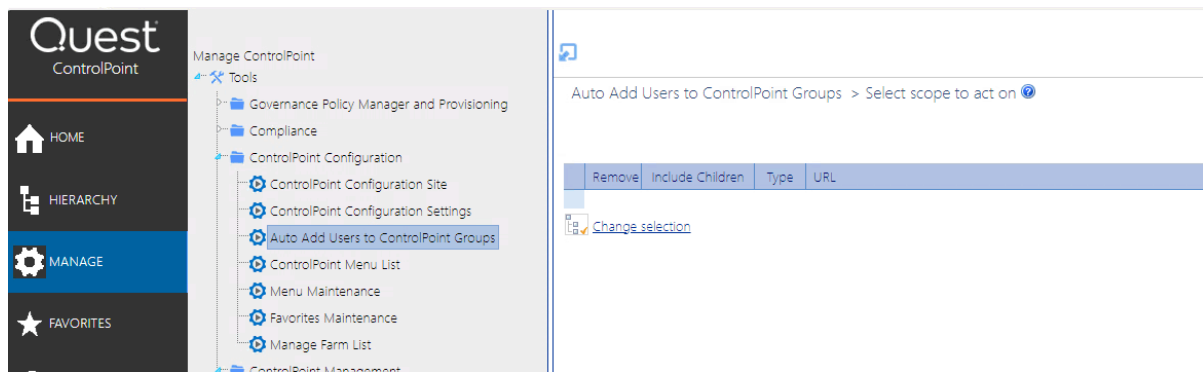 Quest
ControlPoint
HOME
HIERARCHY
MANAGE
FAVORITES
Manage ControlPoint
Tools
Governance Policy Manager and Provisioning
Compliance
ControlPoint Configuration
ControlPoint Configuration Site
ControlPoint Configuration Settings
Auto Add Users to ControlPoint Groups
ControlPoint Menu List
Menu Maintenance
Favorites Maintenance
Manage Farm List
ControlPoint Management
Auto Add Users to ControlPoint Groups > Select scope to act on ?
Remove Include Children Type URL
Change selection